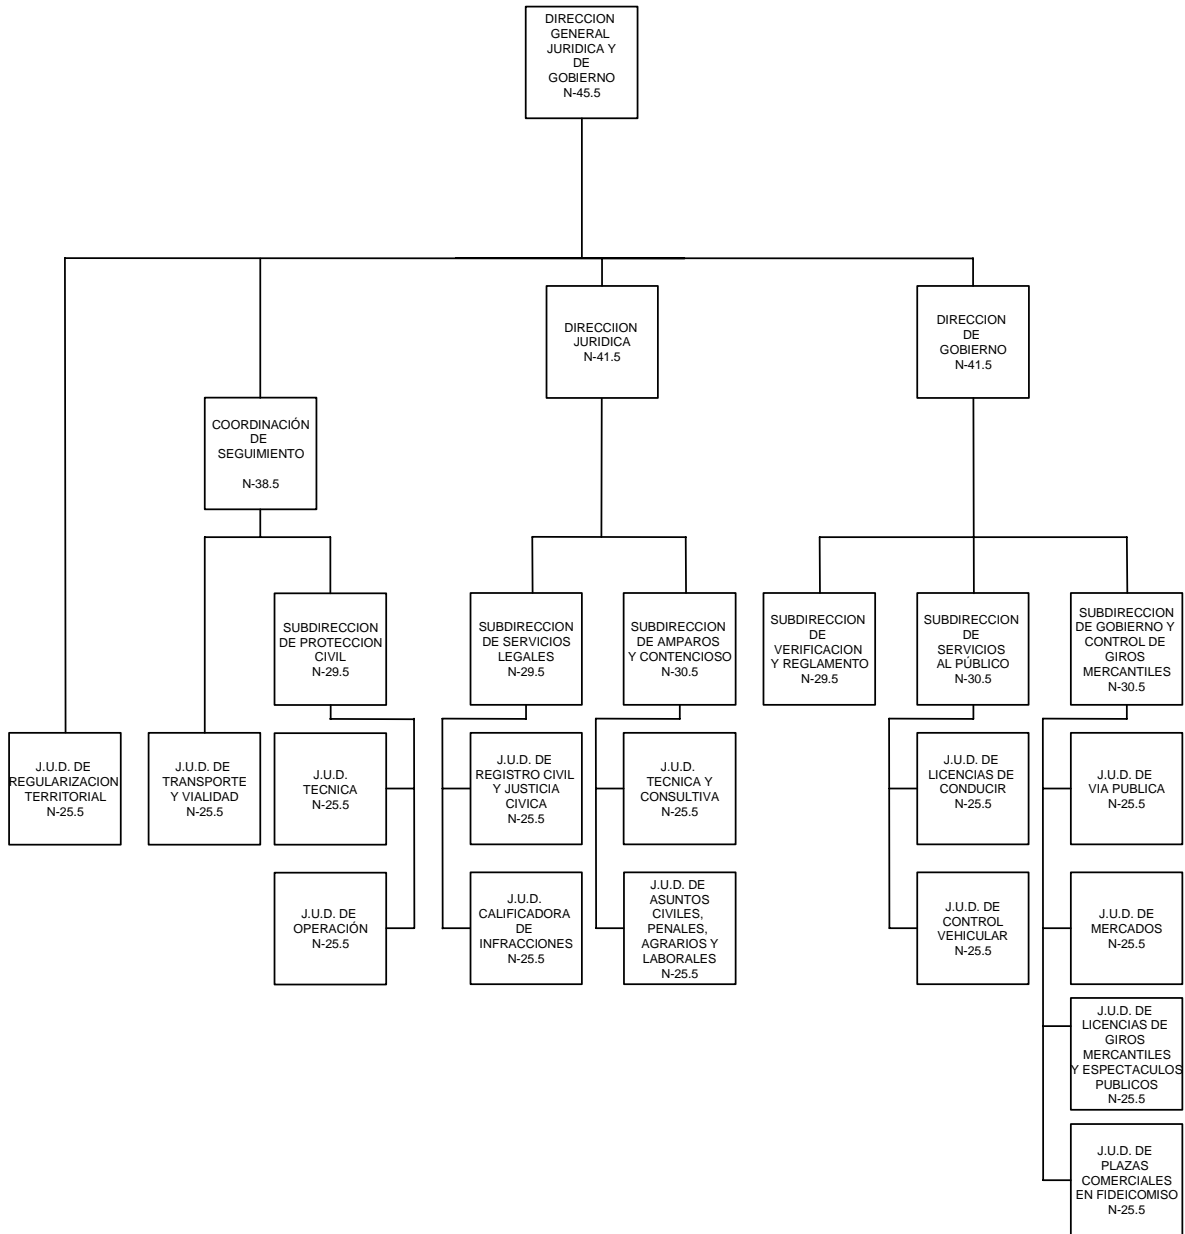 DIRECCION
GENERAL
JURIDICA Y
DE
GOBIERNO
N-45.5
DIRECCIION
JURIDICA
N-41.5
DIRECCION
DE
GOBIERNO
N-41.5
COORDINACIÓN
DE
SEGUIMIENTO
N-38.5
SUBDIRECCION
DE PROTECCION
CIVIL
N-29.5
SUBDIRECCION
DE SERVICIOS
LEGALES
N-29.5
SUBDIRECCION
DE AMPAROS
Y CONTENCIOSO
N-30.5
SUBDIRECCION
DE
VERIFICACION
Y REGLAMENTO
N-29.5
SUBDIRECCION
DE
SERVICIOS
AL PÚBLICO
N-30.5
SUBDIRECCION
DE GOBIERNO Y
CONTROL DE
GIROS
MERCANTILES
N-30.5
J.U.D. DE
REGULARIZACION
TERRITORIAL
N-25.5
J.U.D. DE
TRANSPORTE
Y VIALIDAD
N-25.5
J.U.D.
TECNICA
N-25.5
J.U.D. DE
REGISTRO CIVIL
Y JUSTICIA
CIVICA
N-25.5
J.U.D.
TECNICA Y
CONSULTIVA
N-25.5
J.U.D. DE
LICENCIAS DE
CONDUCIR
N-25.5
J.U.D. DE
VIA PUBLICA
N-25.5
J.U.D. DE
OPERACIÓN
N-25.5
J.U.D.
CALIFICADORA
DE
INFRACCIONES
N-25.5
J.U.D. DE
ASUNTOS
CIVILES,
PENALES,
AGRARIOS Y
LABORALES
N-25.5
J.U.D. DE
CONTROL
VEHICULAR
N-25.5
J.U.D. DE
MERCADOS
N-25.5
J.U.D. DE
LICENCIAS DE
GIROS
MERCANTILES
Y ESPECTACULOS
PUBLICOS
N-25.5
J.U.D. DE
PLAZAS
COMERCIALES
EN FIDEICOMISO
N-25.5